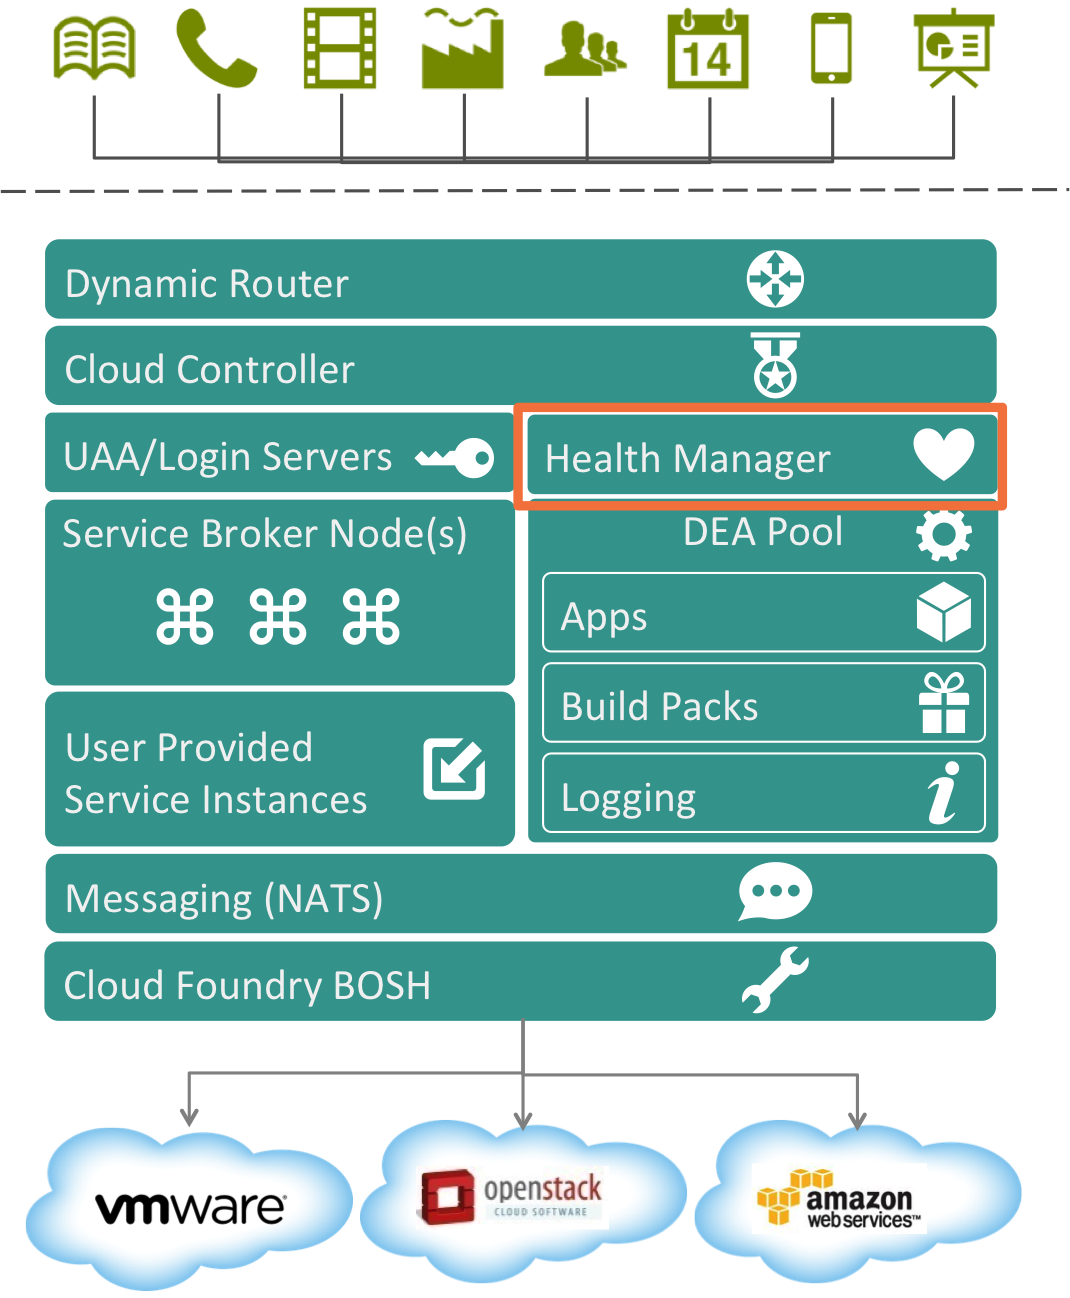 14
Dynamic Router
Cloud Controller
UAA/Login Servers
Health Manager
Service Broker Node(s)
DEA Pool
Apps
Build Packs
User Provided
Service Instances
Logging
Messaging (NATS)
Cloud Foundry BOSH
vmware
openstack
CLOUD SOFTWARE
amazon
webservices™